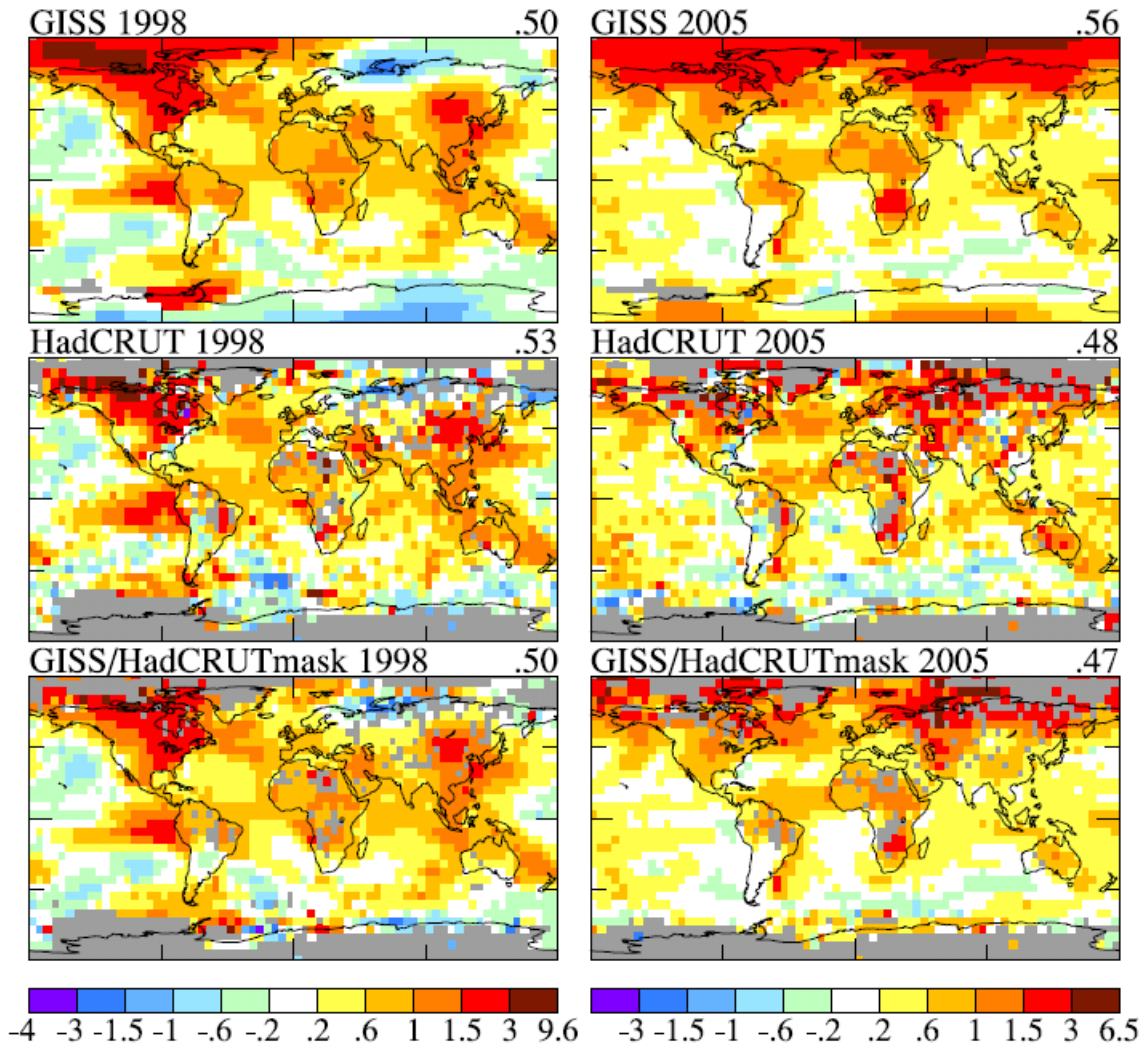 GISS 1998 .50
GISS 2005 .56
HadCRUT 1998 .53
HadCRUT 2005 .48
GISS/HadCRUTmask 1998 .50
GISS/HadCRUTmask 2005 .47
-4 -3 -1.5 -1 -.6 -.2 .2 .6 1 1.5 3 9.6
-3 -1.5 -1 -.6 -.2 .2 .6 1 1.5 3 6.5